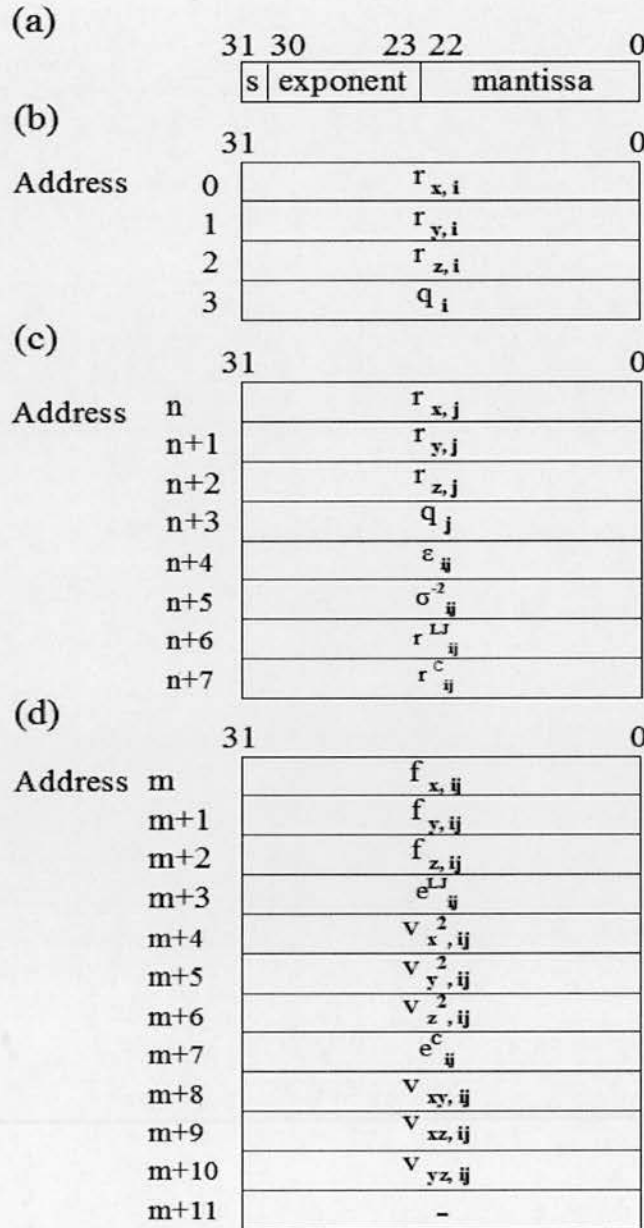 (a)
31 30 23 22 0
s exponent mantissa
(b)
31 0
Address 0 r x, i
1 r y, i
2 r z, i
3 q i
(c)
31 0
Address n r x, j
n+1 r y, j
n+2 r z, j
n+3 q j
n+4 ε ij
n+5 σ⁻² ij
n+6 r LJ ij
n+7 r C ij
(d)
31 0
Address m f x, ij
m+1 f y, ij
m+2 f z, ij
m+3 e LJ ij
m+4 v x², ij
m+5 v y², ij
m+6 v z², ij
m+7 e C ij
m+8 v xy, ij
m+9 v xz, ij
m+10 v yz, ij
m+11 -